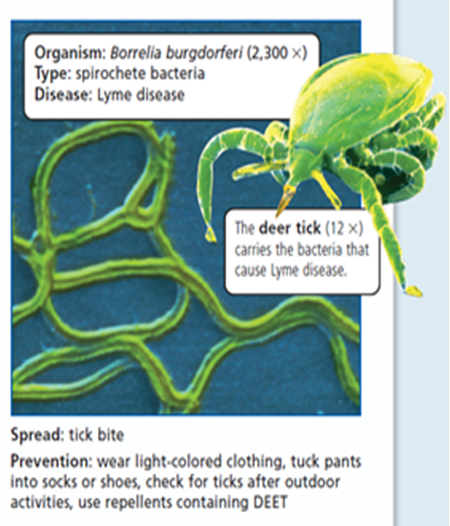 Organism: Borrelia burgdorferi (2,300 ×)
Type: spirochete bacteria
Disease: Lyme disease
The deer tick (12 ×)
carries the bacteria that
cause Lyme disease.
Spread: tick bite
Prevention: wear light-colored clothing, tuck pants
into socks or shoes, check for ticks after outdoor
activities, use repellents containing DEET